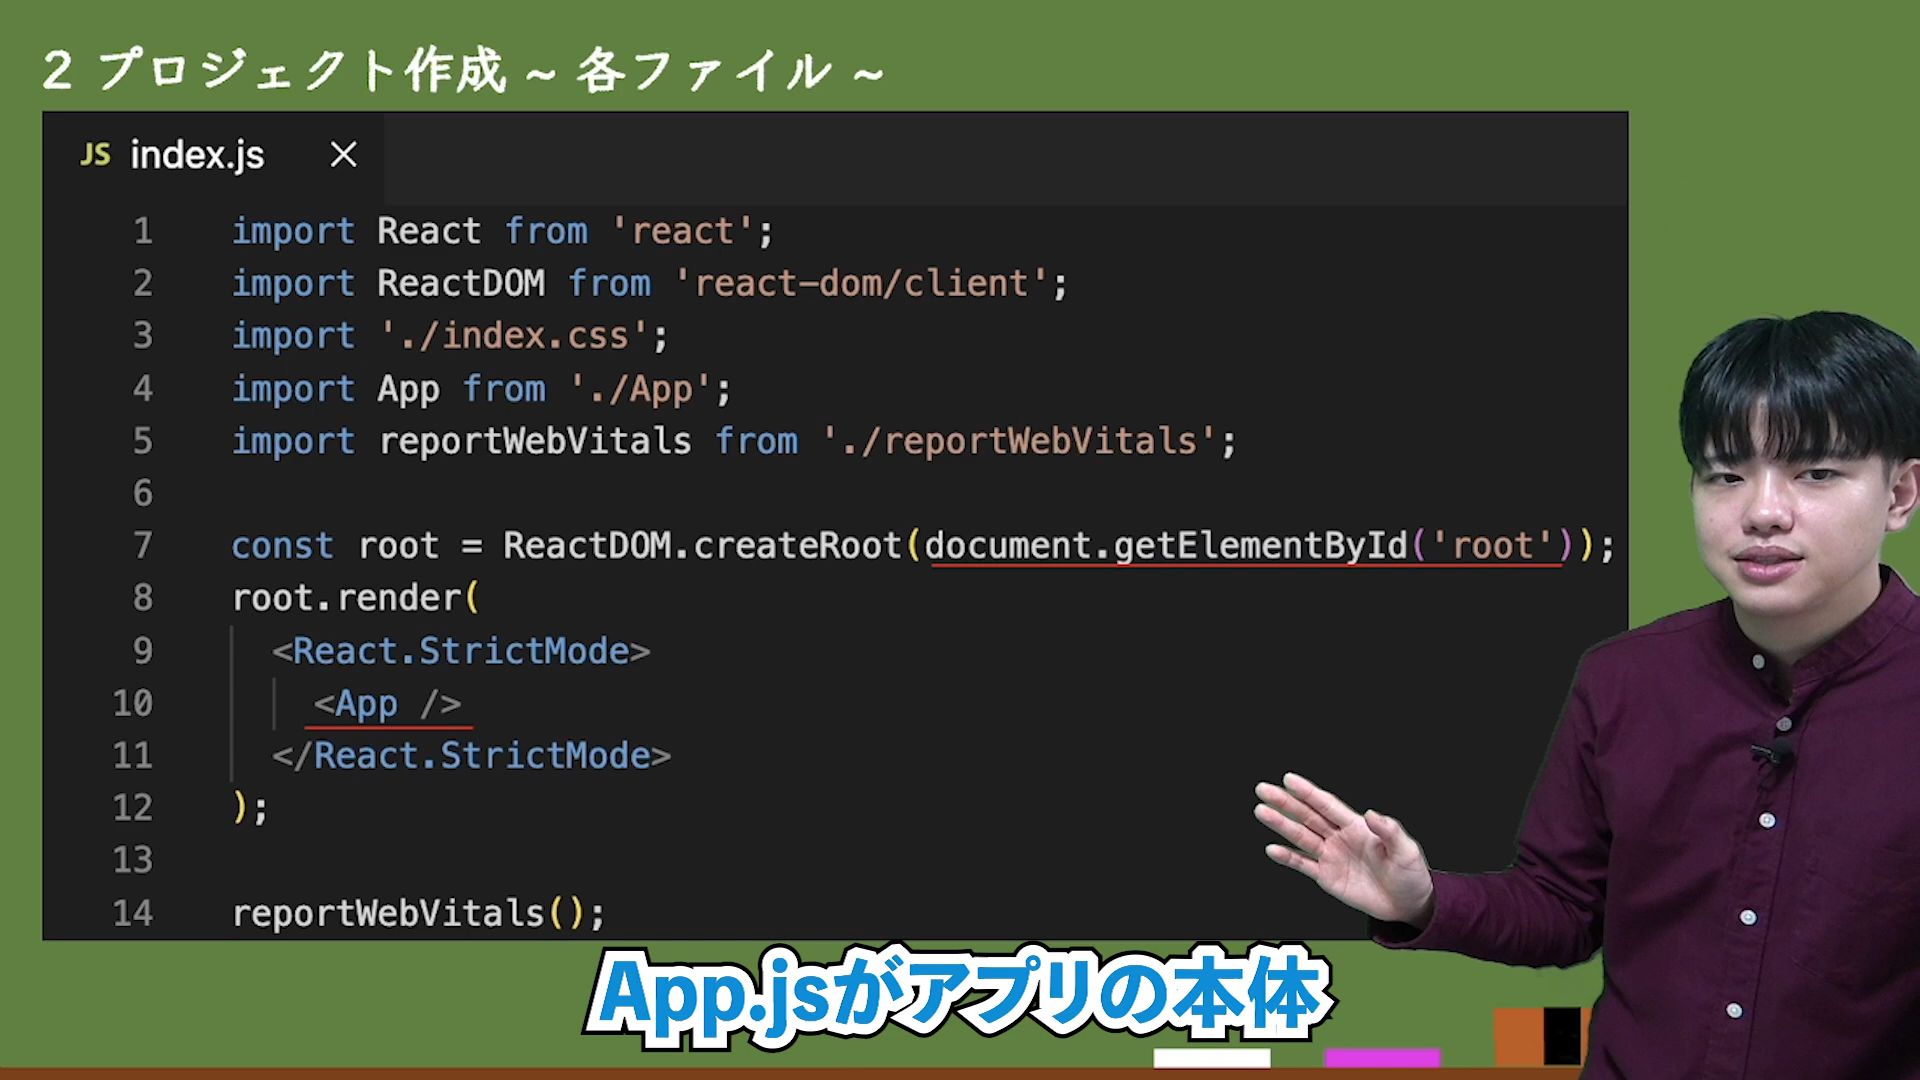 2 プロジェクト作成 ~ 各ファイル ~
JS index.js ×
1 import React from 'react';
2 import ReactDOM from 'react-dom/client';
3 import './index.css';
4 import App from './App';
5 import reportWebVitals from './reportWebVitals';
6
7 const root = ReactDOM.createRoot(document.getElementById('root'));
8 root.render(
9 <React.StrictMode>
10 <App />
11 </React.StrictMode>
12 );
13
14 reportWebVitals();
App.jsがアプリの本体